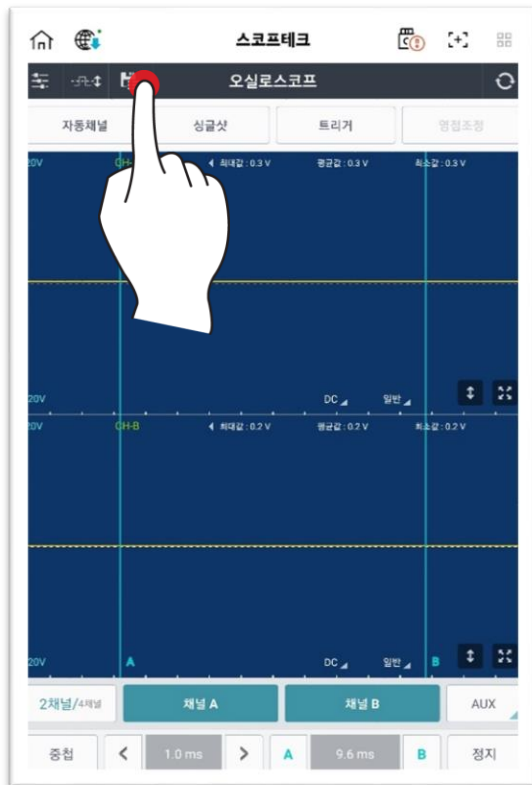 스코프테크
오실로스코프
자동채널 싱글샷 트리거 영점조정
20V CH- 최대값 : 0.3 V 평균값 : 0.3 V 최소값 : 0.3 V
-20V DC 일반
20V CH-B 최대값 : 0.2 V 평균값 : 0.2 V 최소값 : 0.2 V
-20V A DC 일반 B
2채널/4채널 채널 A 채널 B AUX
중첩 < 1.0 ms > A 9.6 ms B 정지